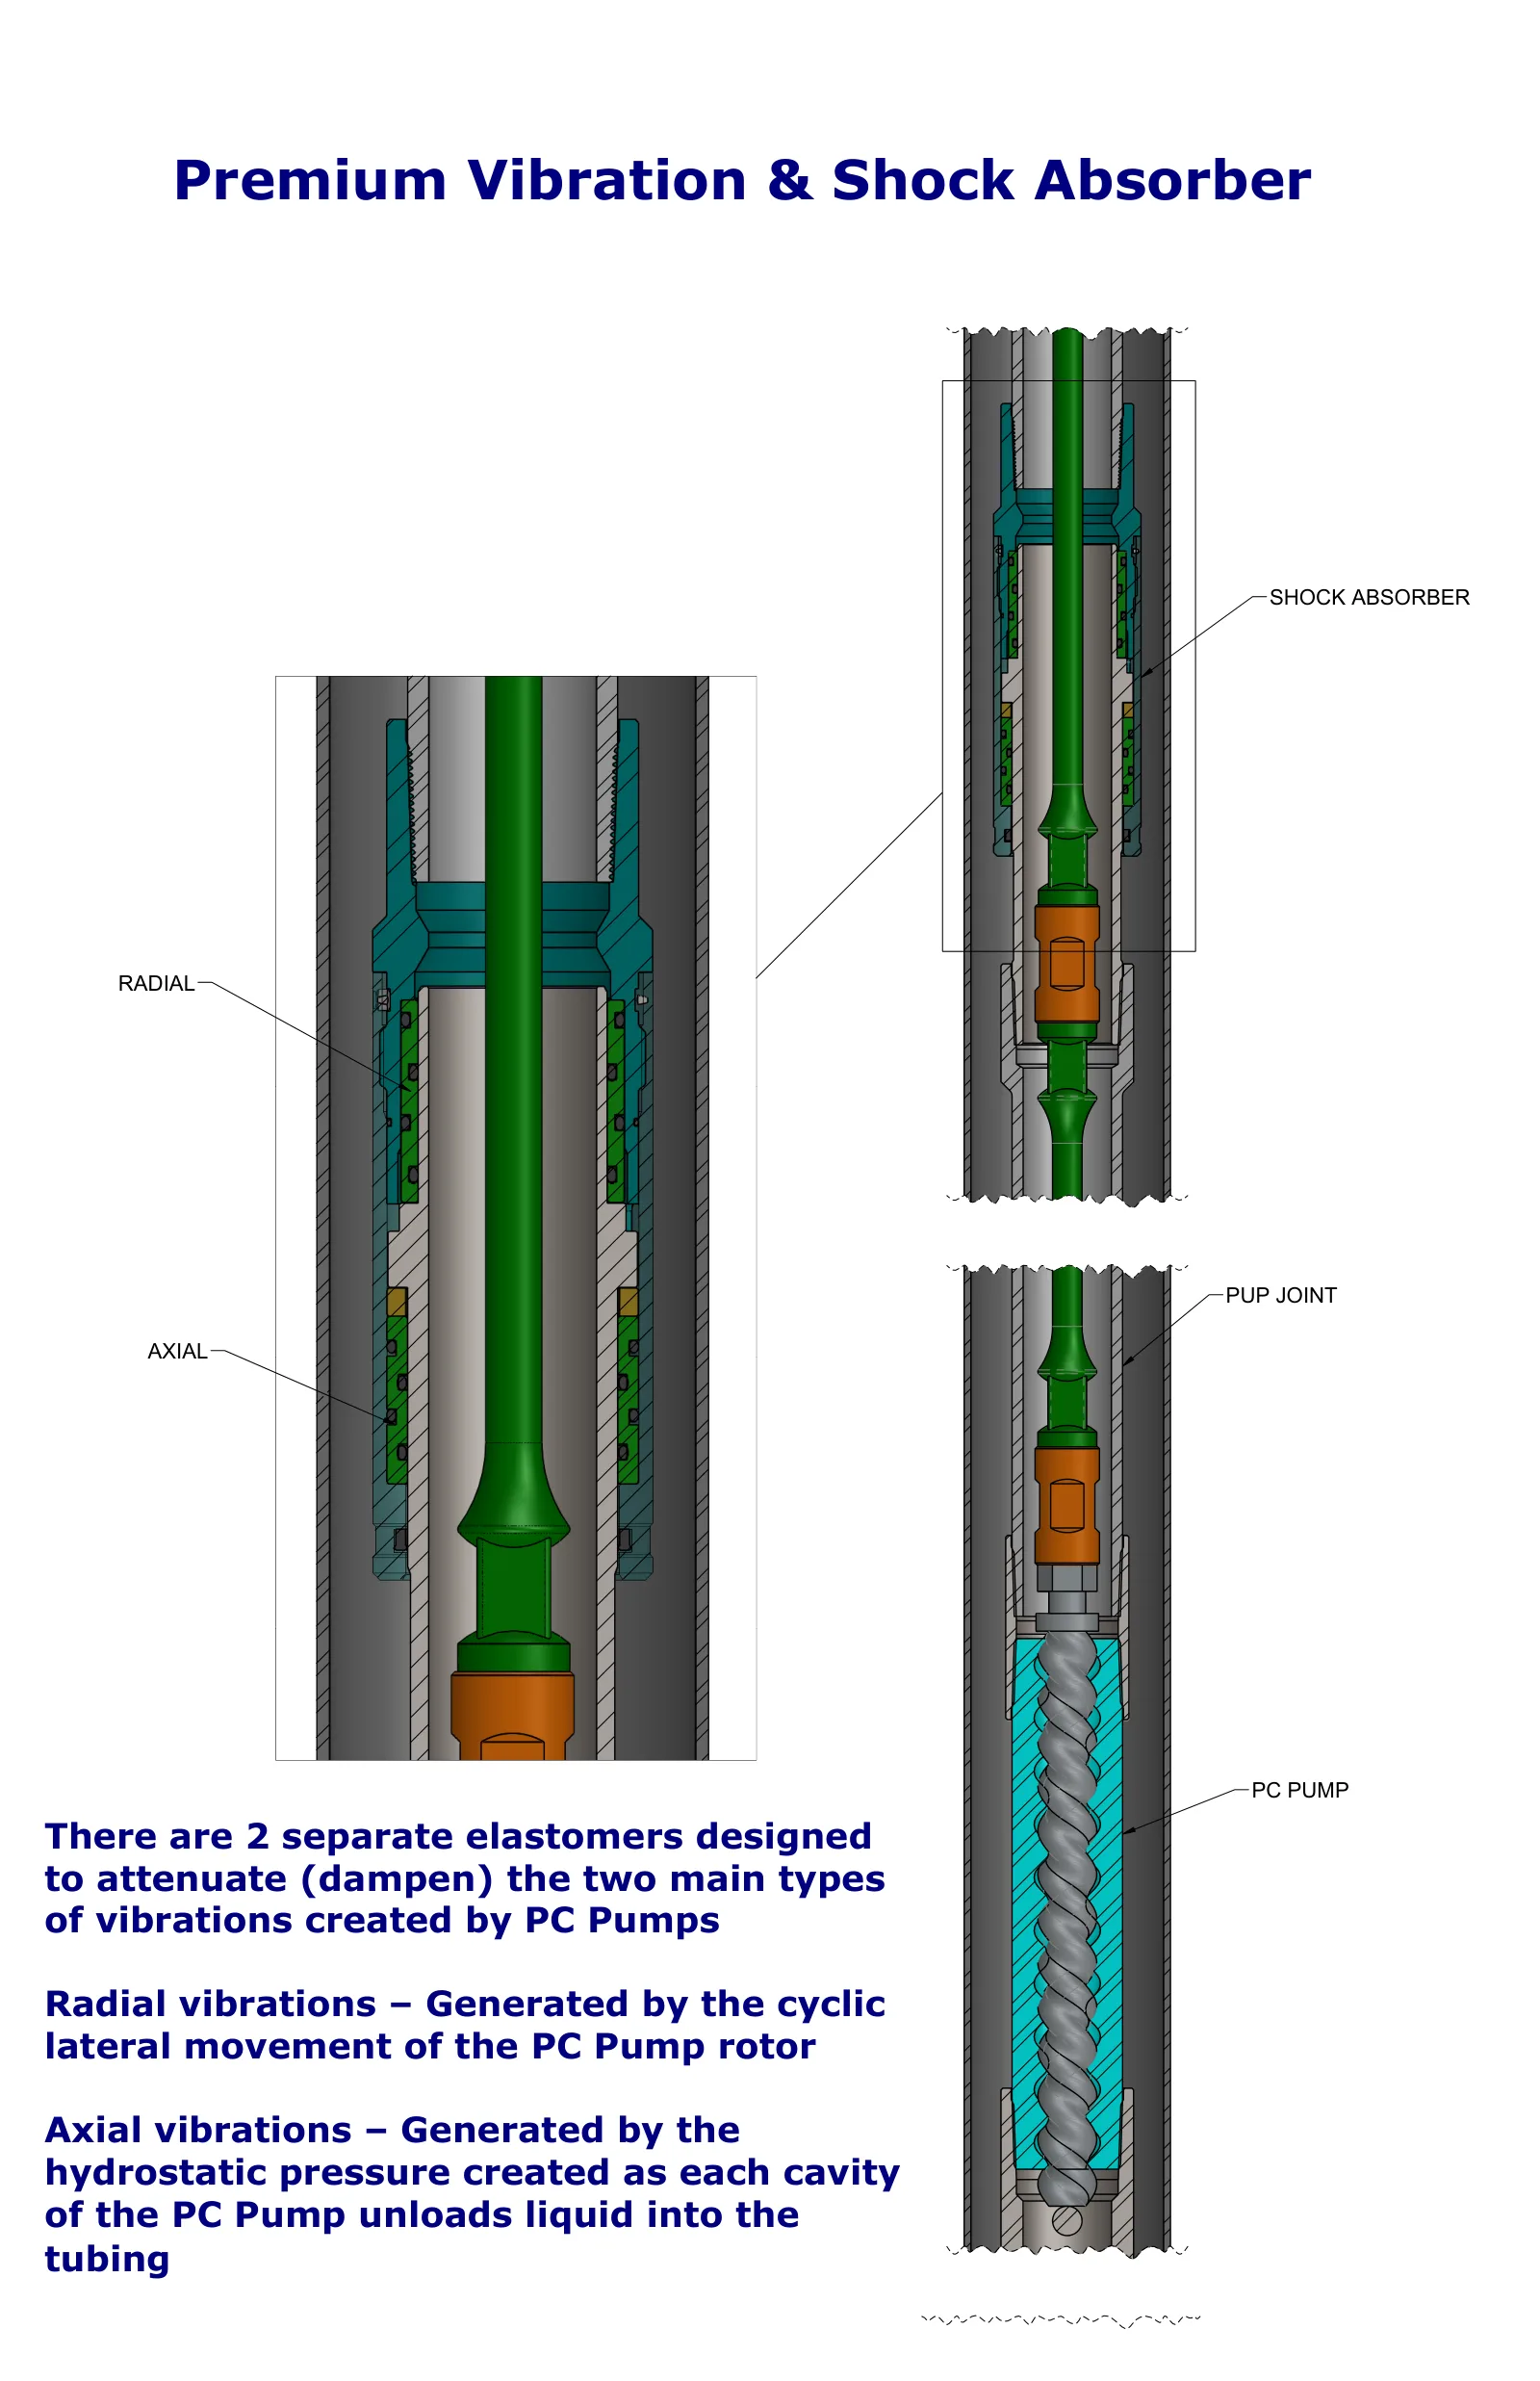 Premium Vibration & Shock Absorber
SHOCK ABSORBER
RADIAL
PUP JOINT
AXIAL
PC PUMP
There are 2 separate elastomers designed
to attenuate (dampen) the two main types
of vibrations created by PC Pumps
Radial vibrations – Generated by the cyclic
lateral movement of the PC Pump rotor
Axial vibrations – Generated by the
hydrostatic pressure created as each cavity
of the PC Pump unloads liquid into the
tubing